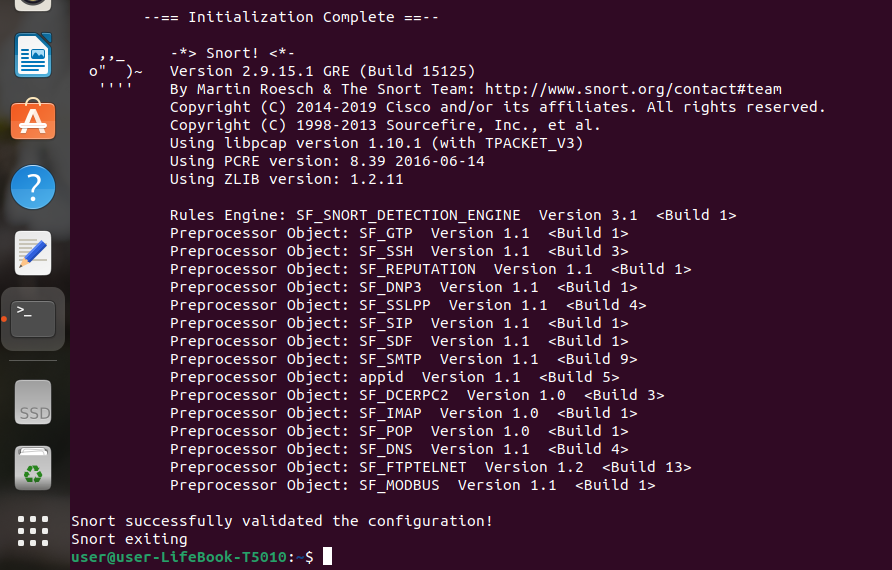 --== Initialization Complete ==--
,,_ -*> Snort! <*-
o" )~ Version 2.9.15.1 GRE (Build 15125)
'''' By Martin Roesch & The Snort Team: http://www.snort.org/contact#team
Copyright (C) 2014-2019 Cisco and/or its affiliates. All rights reserved.
Copyright (C) 1998-2013 Sourcefire, Inc., et al.
Using libpcap version 1.10.1 (with TPACKET_V3)
Using PCRE version: 8.39 2016-06-14
Using ZLIB version: 1.2.11
Rules Engine: SF_SNORT_DETECTION_ENGINE Version 3.1 <Build 1>
Preprocessor Object: SF_GTP Version 1.1 <Build 1>
Preprocessor Object: SF_SSH Version 1.1 <Build 3>
Preprocessor Object: SF_REPUTATION Version 1.1 <Build 1>
Preprocessor Object: SF_DNP3 Version 1.1 <Build 1>
Preprocessor Object: SF_SSLPP Version 1.1 <Build 4>
Preprocessor Object: SF_SIP Version 1.1 <Build 1>
Preprocessor Object: SF_SDF Version 1.1 <Build 1>
Preprocessor Object: SF_SMTP Version 1.1 <Build 9>
Preprocessor Object: appid Version 1.1 <Build 5>
Preprocessor Object: SF_DCERPC2 Version 1.0 <Build 3>
Preprocessor Object: SF_IMAP Version 1.0 <Build 1>
Preprocessor Object: SF_POP Version 1.0 <Build 1>
Preprocessor Object: SF_DNS Version 1.1 <Build 4>
Preprocessor Object: SF_FTPTELNET Version 1.2 <Build 13>
Preprocessor Object: SF_MODBUS Version 1.1 <Build 1>
Snort successfully validated the configuration!
Snort exiting
user@user-LifeBook-T5010:~$
?
>_
SSD